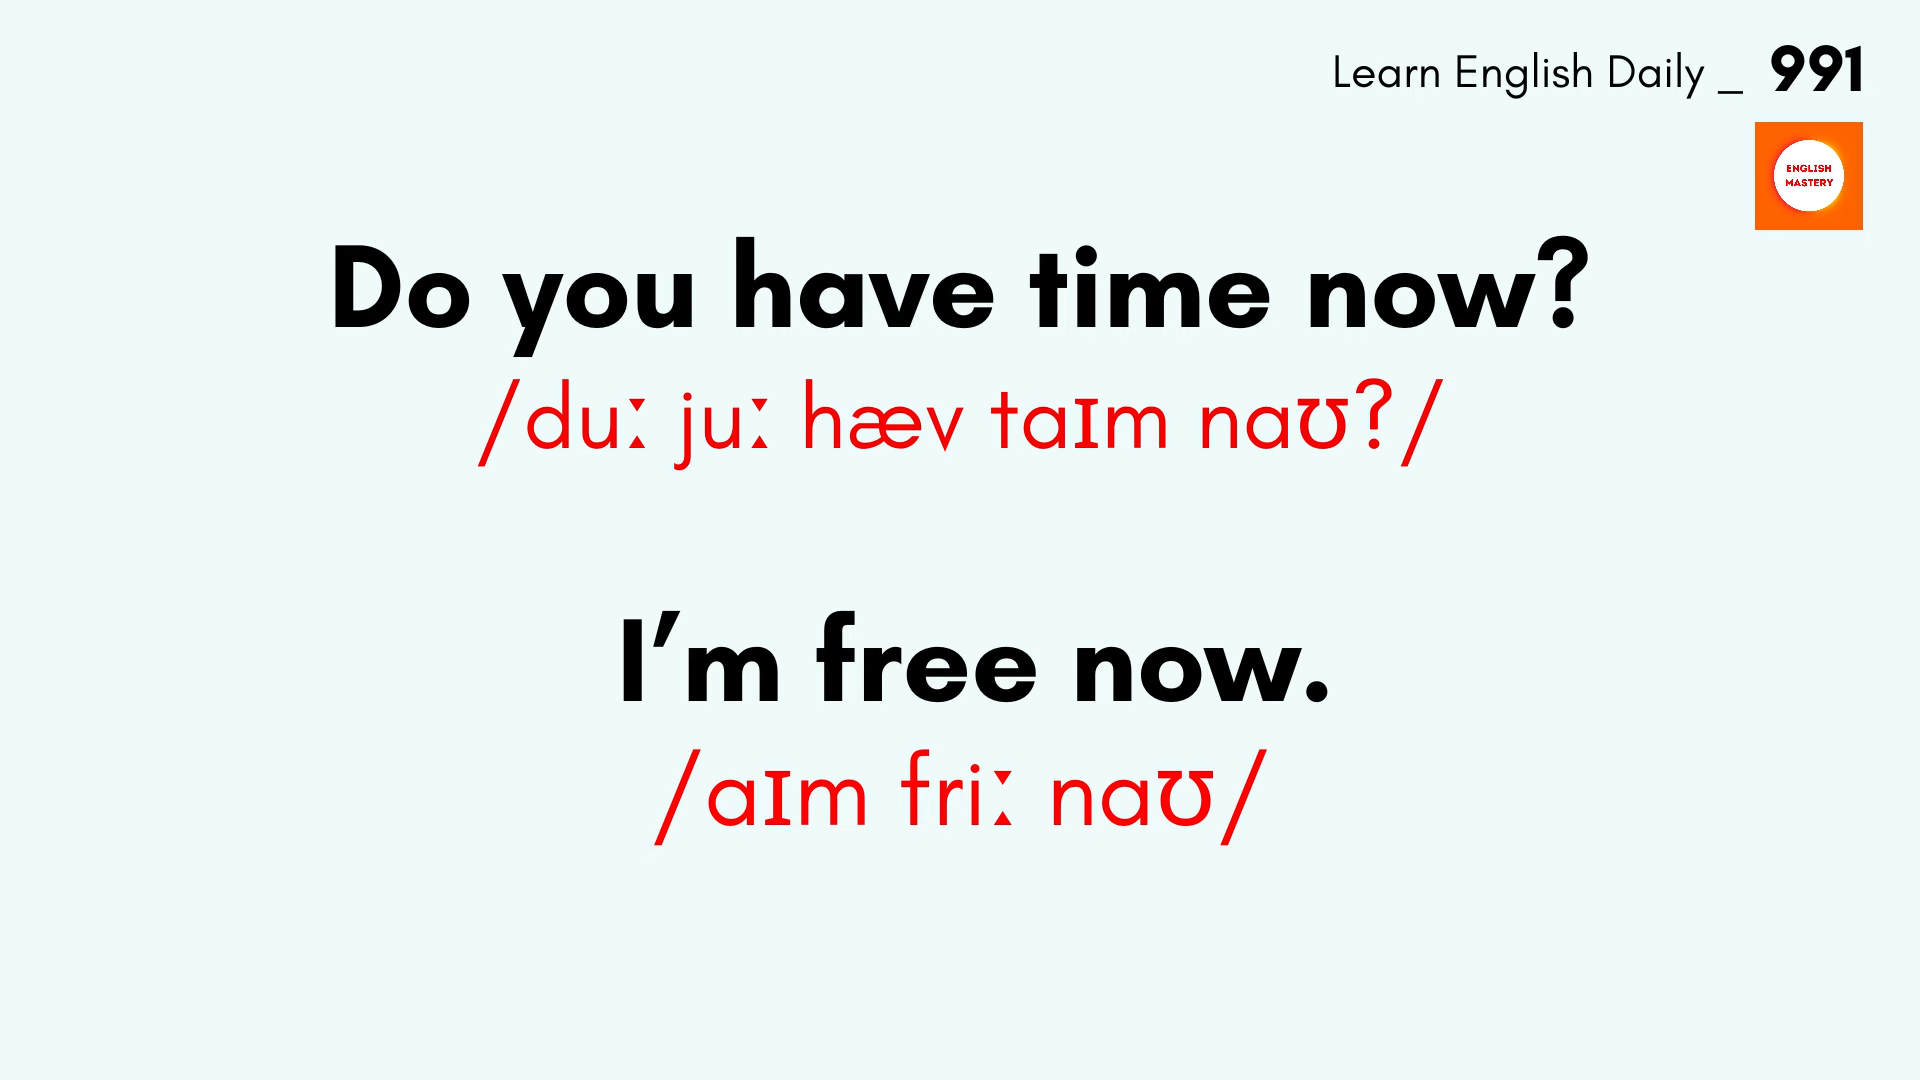 Learn English Daily _ 991
ENGLISH
MASTERY
Do you have time now?
/duː juː hæv taɪm naʊ?/
I’m free now.
/aɪm friː naʊ/